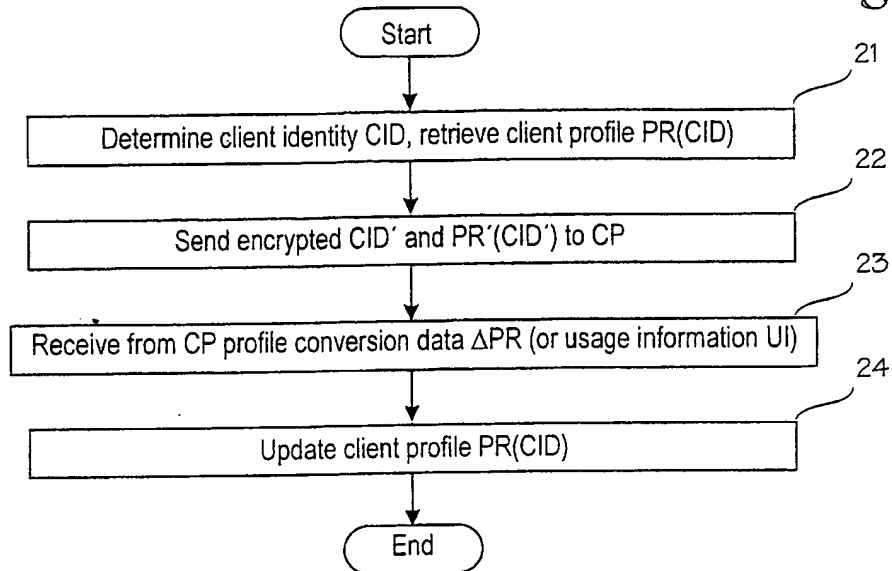 Start
21
Determine client identity CID, retrieve client profile PR(CID)
22
Send encrypted CID´ and PR´(CID´) to CP
23
Receive from CP profile conversion data ΔPR (or usage information UI)
24
Update client profile PR(CID)
End